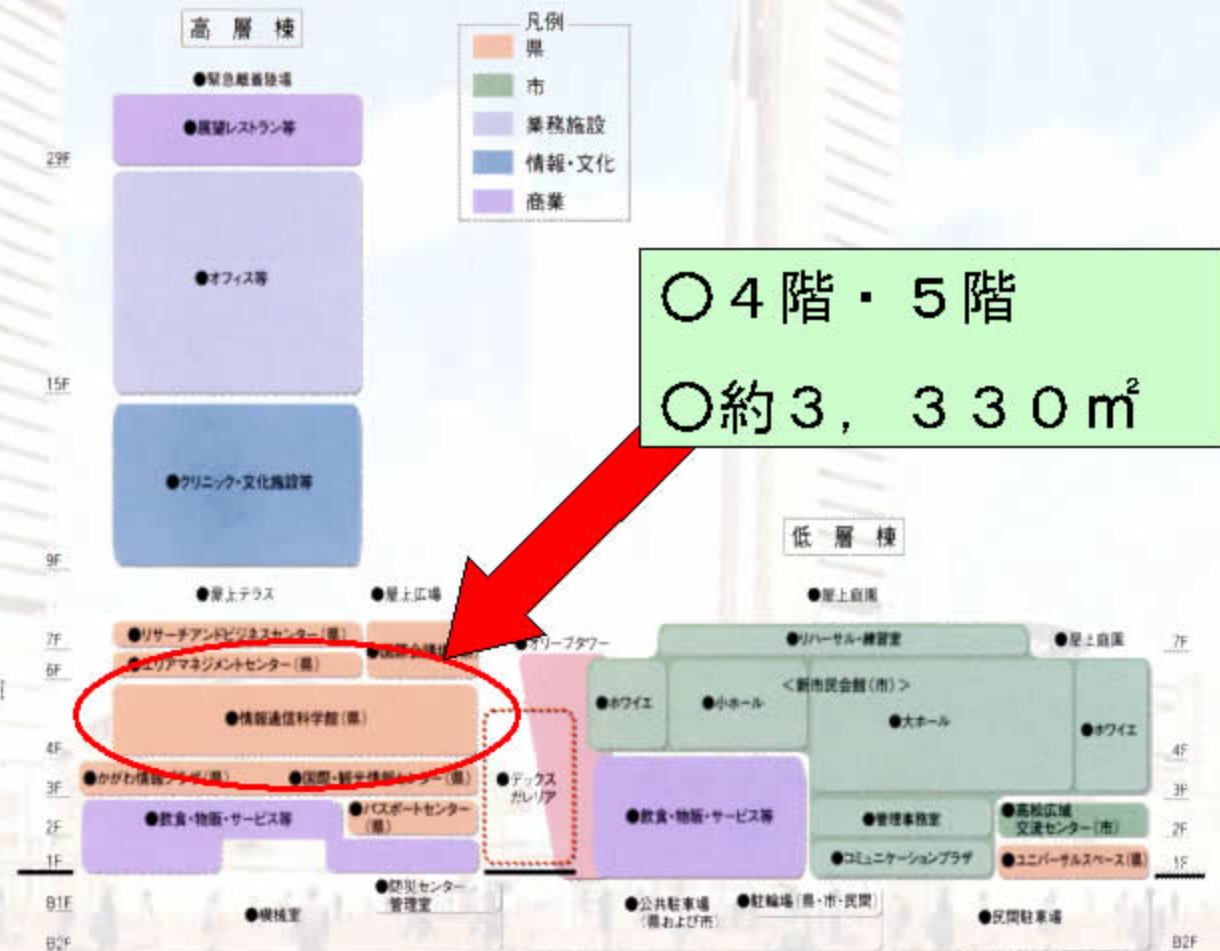 高層棟
凡例
県
市
業務施設
情報・文化
商業
●緊急離着陸場
●展望レストラン等
29F
●オフィス等
15F
●クリニック・文化施設等
9F
○4階・5階
○約3,330㎡
低層棟
●屋上テラス
●屋上広場
●屋上庭園
7F
●リサーチアンドビジネスセンター(県)
●オリーブタワー
●リハーサル・練習室
●屋上庭園
7F
6F
●エリアマネジメントセンター(県)
●国際会議場
<新市民会館(市)>
●情報通信科学館(県)
●ホワイエ
●小ホール
●大ホール
●ホワイエ
4F
4F
3F
●かがわ情報プラザ(県)
●国際・観光情報センター(県)
●デックス
ガレリア
3F
2F
●飲食・物販・サービス等
●パスポートセンター
(県)
●飲食・物販・サービス等
●管理事務室
●高松広域
交流センター(市)
2F
1F
●コミュニケーションプラザ
●ユニバーサルスペース(県)
1F
B1F
●機械室
●防災センター
管理室
●公共駐車場
(県および市)
●駐輪場(県・市・民間)
●民間駐車場
B2F
B2F